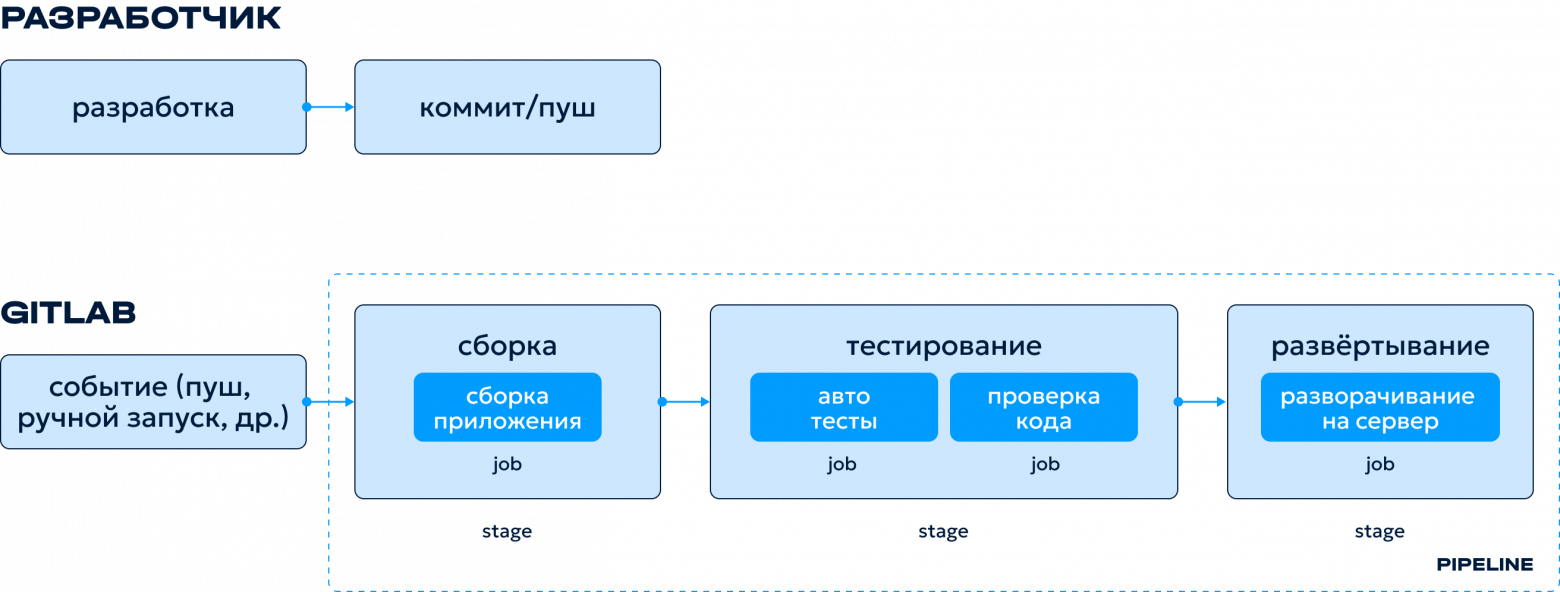 РАЗРАБОТЧИК
разработка
коммит/пуш
GITLAB
событие (пуш,
ручной запуск, др.)
сборка
сборка
приложения
job
stage
тестирование
авто
тесты
job
проверка
кода
job
stage
развёртывание
разворачивание
на сервер
job
stage
PIPELINE